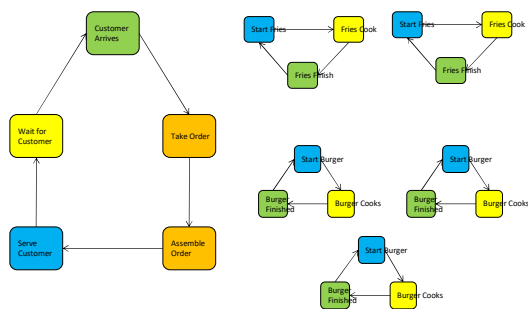 Customer
Arrives
Take Order
Assemble
Order
Serve
Customer
Wait for
Customer
Start Fries
Fries Cook
Fries Finish
Start Fries
Fries Cook
Fries Finish
Start Burger
Burger Cooks
Burger
Finished
Start Burger
Burger Cooks
Burger
Finished
Start Burger
Burger Cooks
Burger
Finished